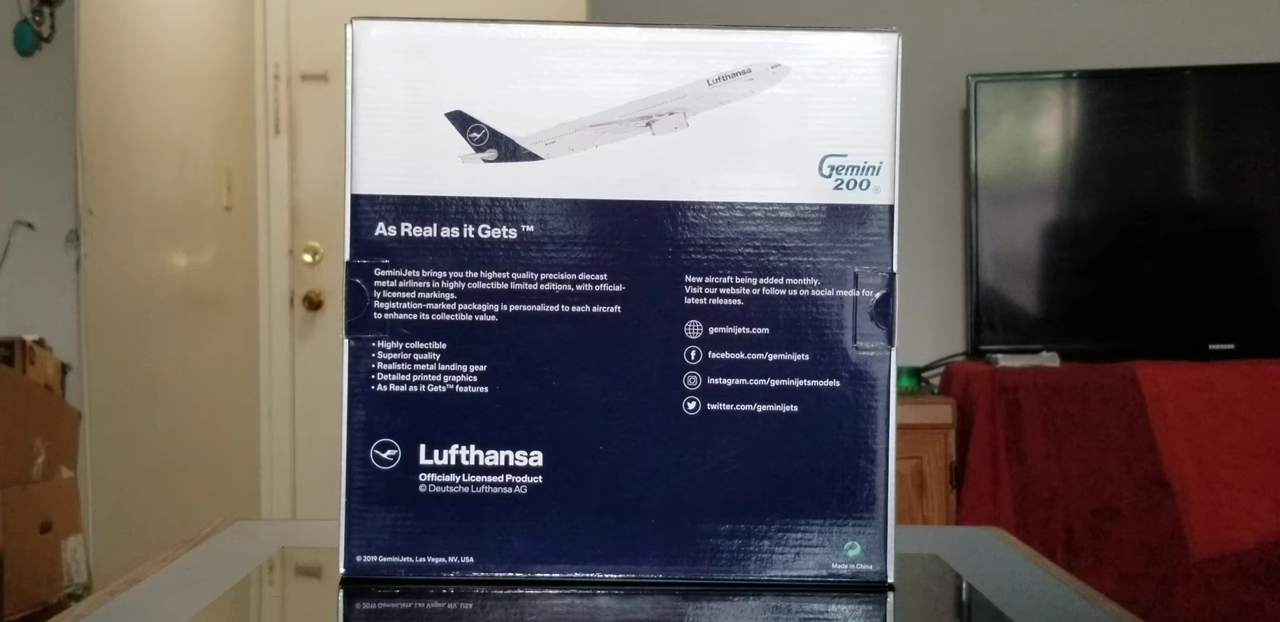 Lufthansa
Gemini
200®
As Real as it Gets ™
GeminiJets brings you the highest quality precision diecast
metal airliners in highly collectible limited editions, with official-
ly licensed markings.
Registration-marked packaging is personalized to each aircraft
to enhance its collectible value.
• Highly collectible
• Superior quality
• Realistic metal landing gear
• Detailed printed graphics
• As Real as it Gets™ features
New aircraft being added monthly.
Visit our website or follow us on social media for
latest releases.
geminijets.com
facebook.com/geminijets
instagram.com/geminijetsmodels
twitter.com/geminijets
Lufthansa
Officially Licensed Product
© Deutsche Lufthansa AG
© 2019 GeminiJets, Las Vegas, NV, USA
Made in China
SAMSUNG